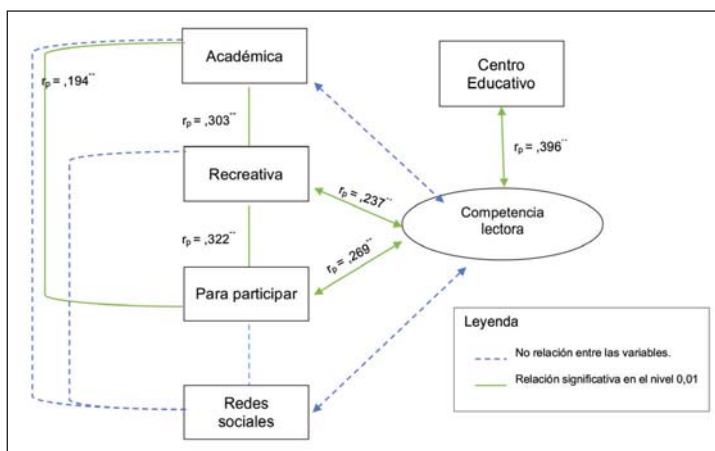 Académica
Centro
Educativo
rp = ,194**
rp = ,303**
rp = ,396**
Recreativa
rp = ,237**
Competencia
lectora
rp = ,322**
rp = ,269**
Para participar
Leyenda
No relación entre las variables.
Relación significativa en el nivel 0,01
Redes
sociales